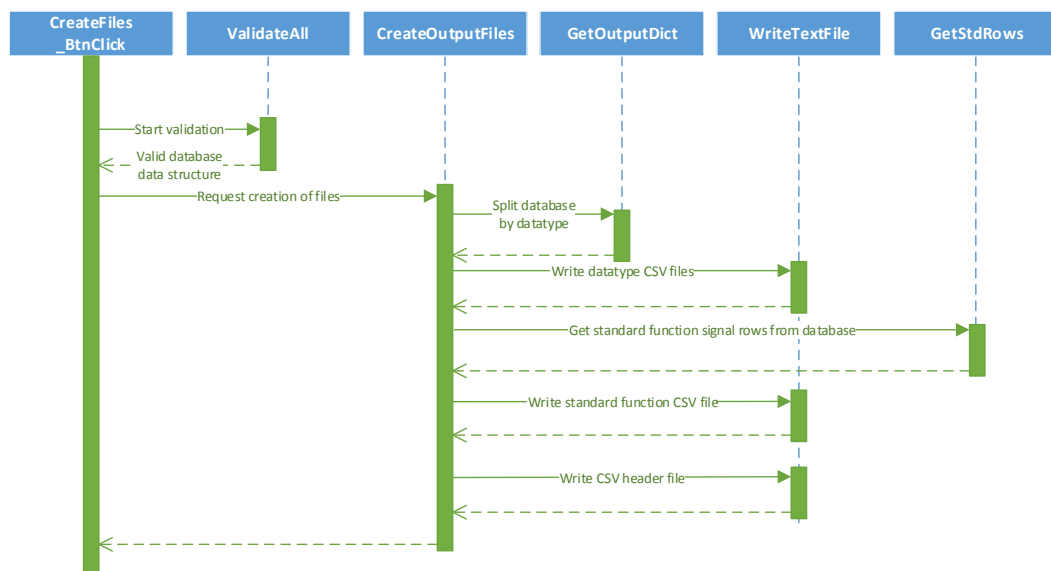 CreateFiles
_BtnClick
ValidateAll
CreateOutputFiles
GetOutputDict
WriteTextFile
GetStdRows
Start validation
Valid database
data structure
Request creation of files
Split database
by datatype
Write datatype CSV files
Get standard function signal rows from database
Write standard function CSV file
Write CSV header file